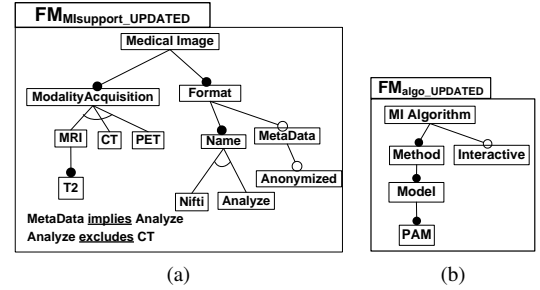 FMMIsupport_UPDATED
Medical Image
ModalityAcquisition
Format
MRI CT PET
Name
MetaData
T2
Anonymized
Nifti
Analyze
MetaData implies Analyze
Analyze excludes CT
(a)
FMalgo_UPDATED
MI Algorithm
Method
Interactive
Model
PAM
(b)